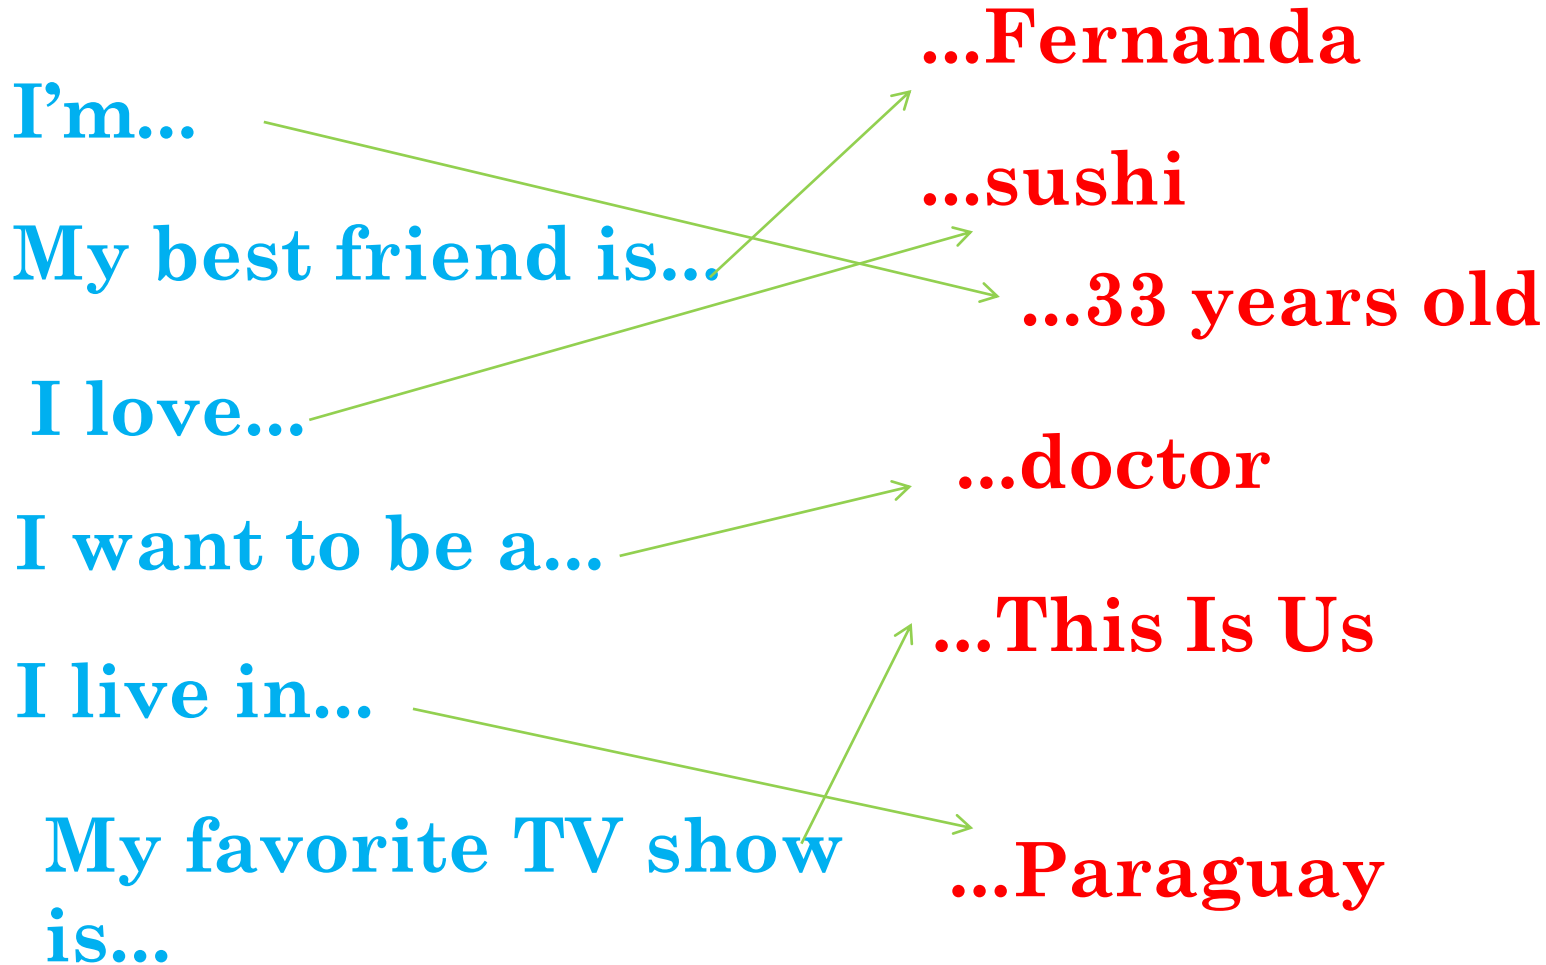 I’m...
My best friend is...
I love...
I want to be a...
I live in...
My favorite TV show
is...
...Fernanda
...sushi
...33 years old
...doctor
...This Is Us
...Paraguay